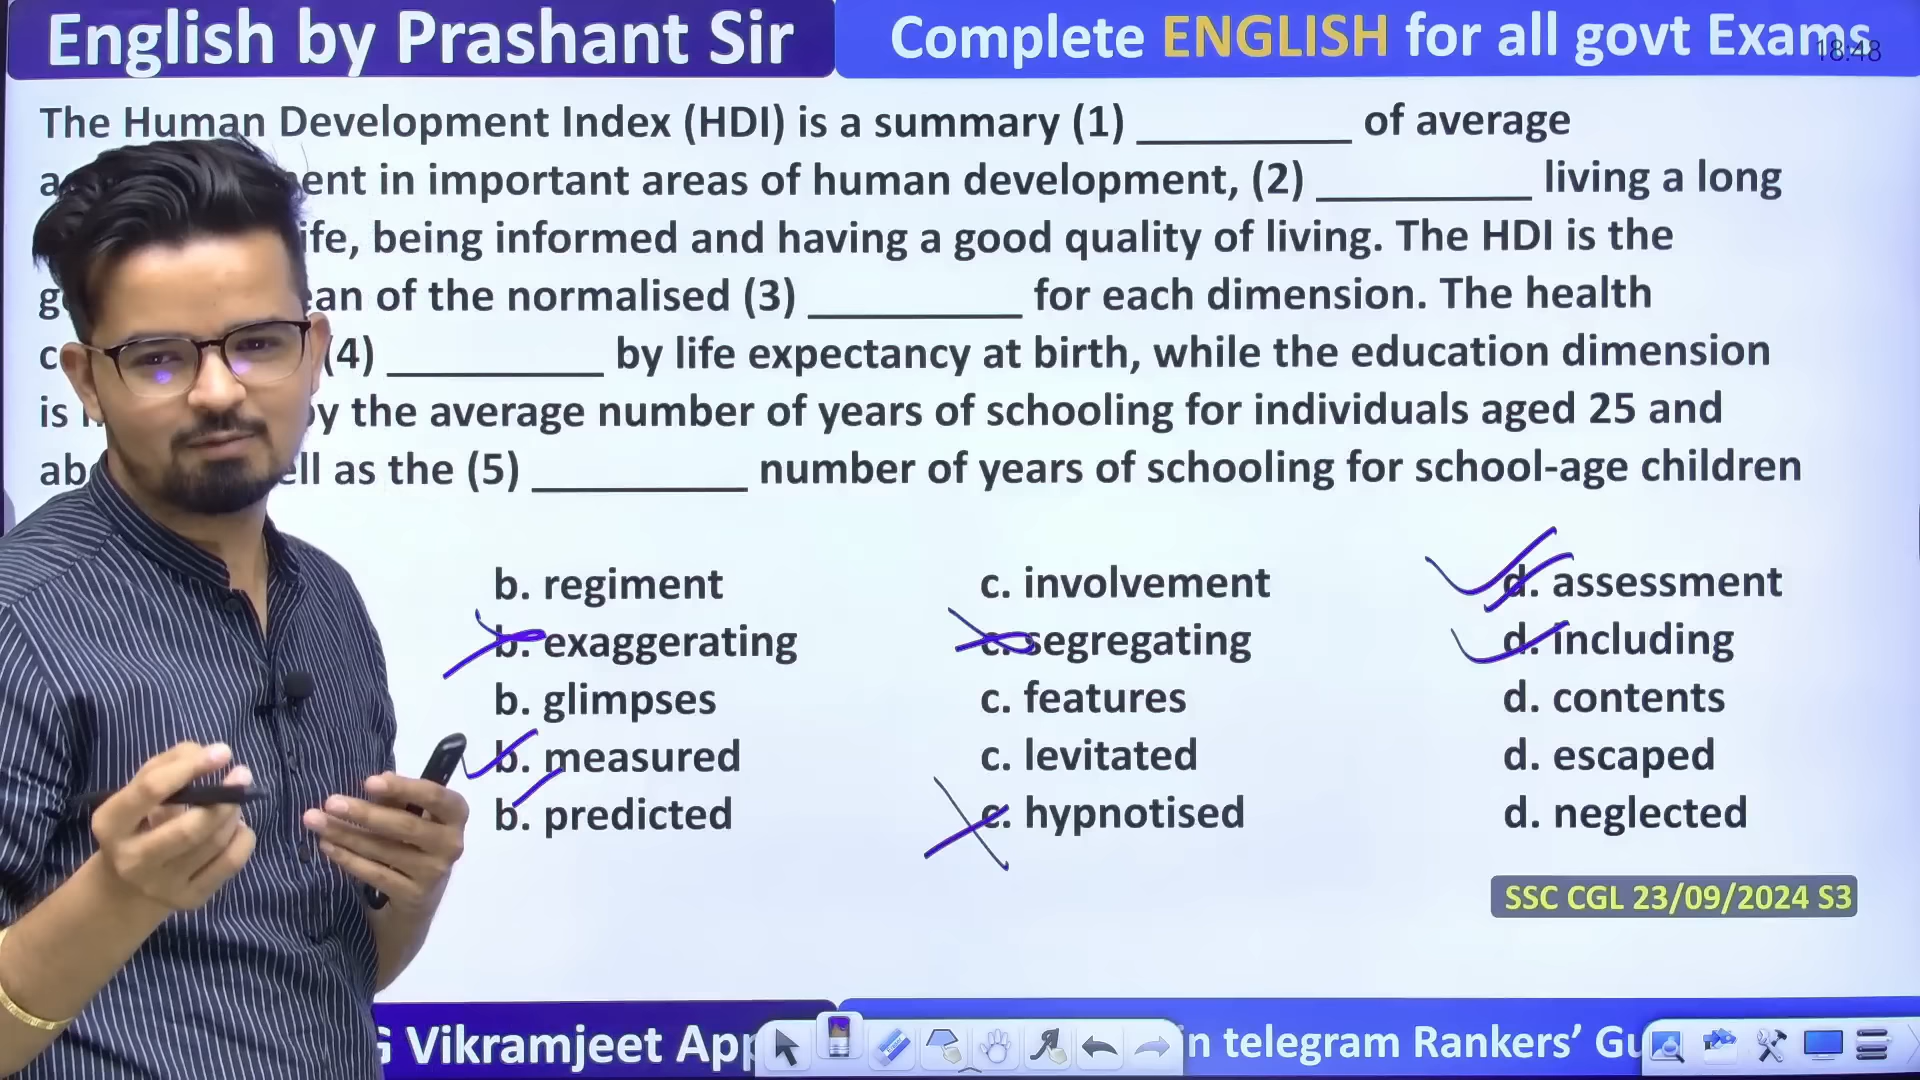 English by Prashant Sir
Complete ENGLISH for all govt Exams
18:48
The Human Development Index (HDI) is a summary (1) __________ of average
ent in important areas of human development, (2) __________ living a long
ife, being informed and having a good quality of living. The HDI is the
an of the normalised (3) __________ for each dimension. The health
(4) __________ by life expectancy at birth, while the education dimension
is y the average number of years of schooling for individuals aged 25 and
ab ll as the (5) __________ number of years of schooling for school-age children
b. regiment c. involvement d. assessment
b. exaggerating c. segregating d. including
b. glimpses c. features d. contents
b. measured c. levitated d. escaped
b. predicted c. hypnotised d. neglected
SSC CGL 23/09/2024 S3
G Vikramjeet App
in telegram Rankers’ Gu